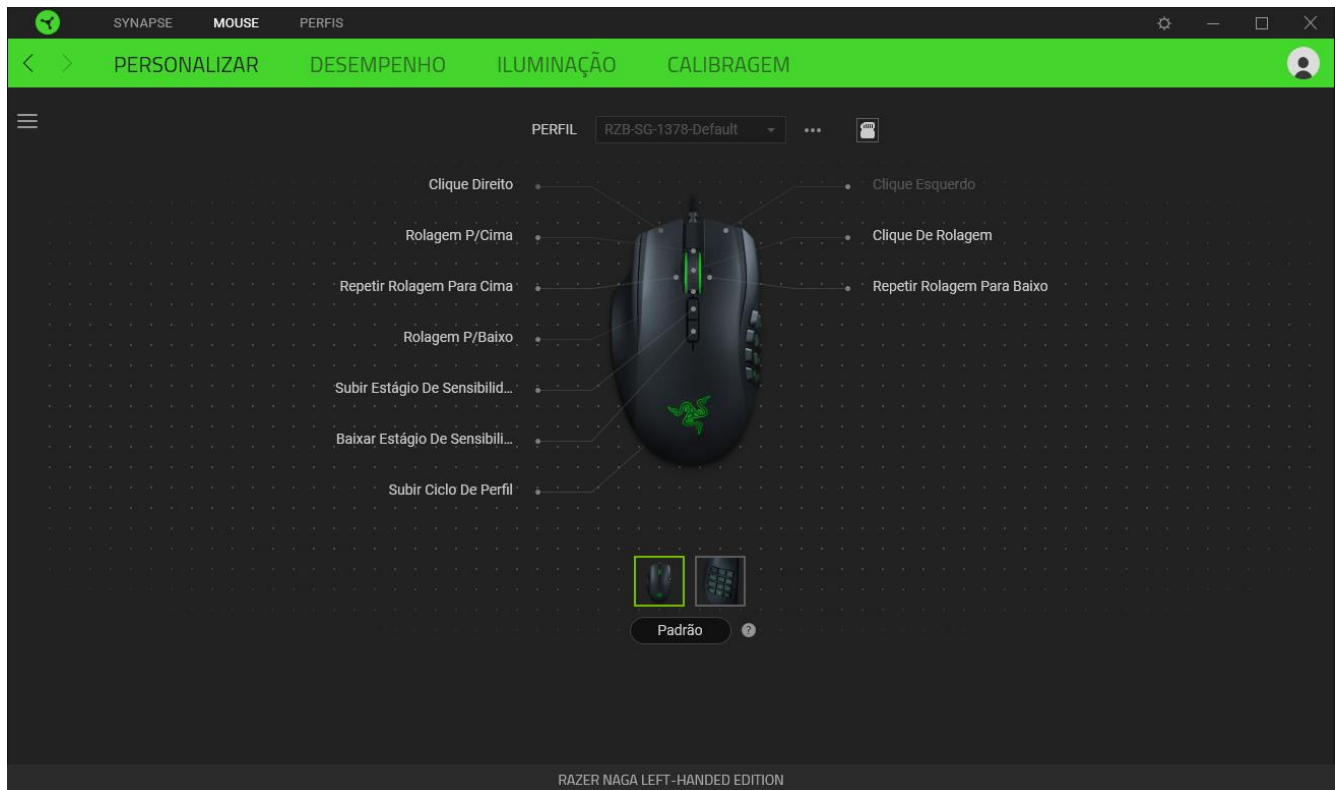 SYNAPSE MOUSE PERFIS
PERSONALIZAR DESEMPENHO ILUMINAÇÃO CALIBRAGEM
PERFIL RZB-SG-1378-Default
Clique Direito Clique Esquerdo
Rolagem P/Cima Clique De Rolagem
Repetir Rolagem Para Cima Repetir Rolagem Para Baixo
Rolagem P/Baixo
Subir Estágio De Sensibilid...
Baixar Estágio De Sensibili...
Subir Ciclo De Perfil
Padrão ?
RAZER NAGA LEFT-HANDED EDITION